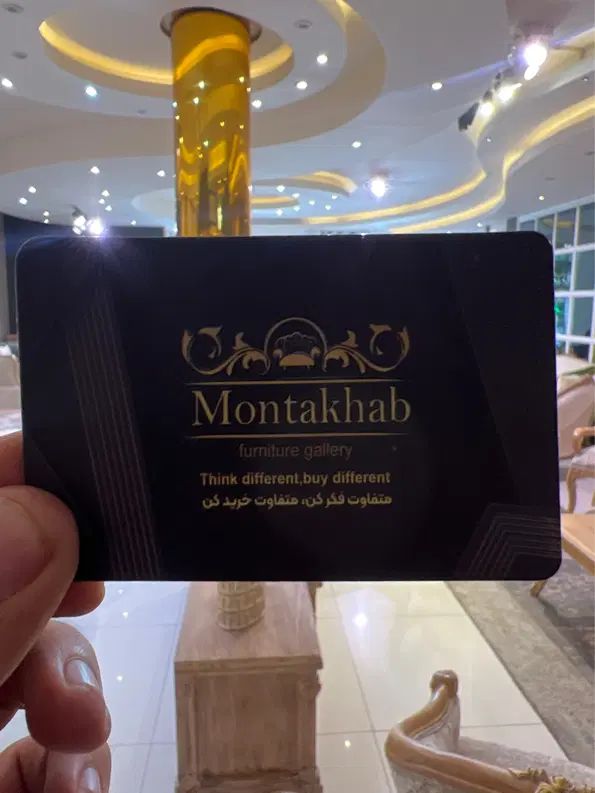 Montakhab
furniture gallery
Think different,buy different
متفاوت فکر کن، متفاوت خرید کن